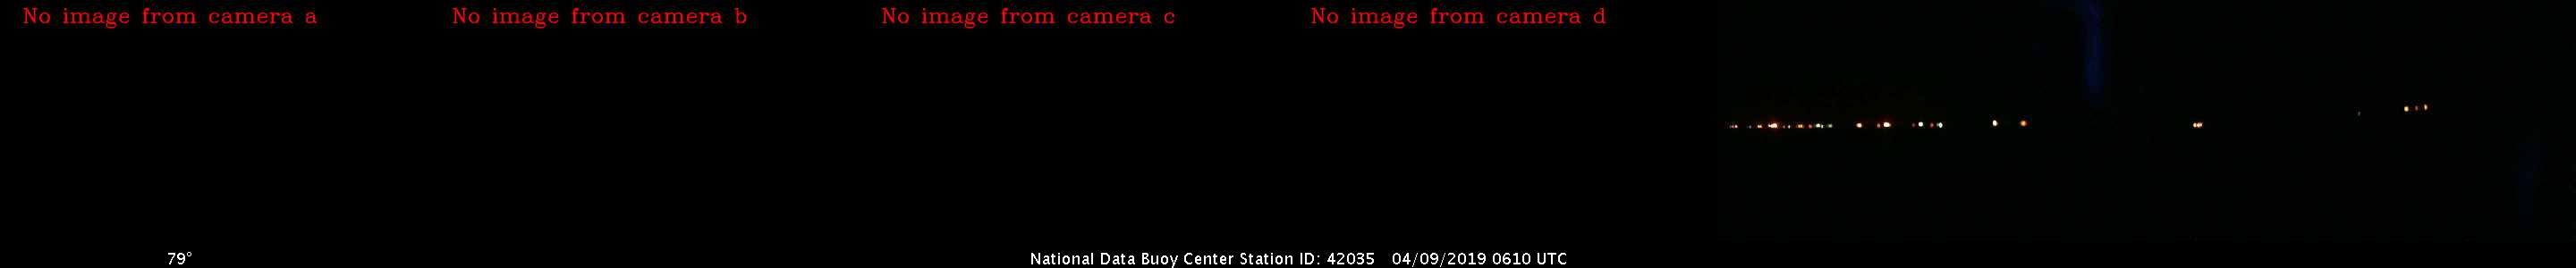 No image from camera a
No image from camera b
No image from camera c
No image from camera d
79°
National Data Buoy Center Station ID: 42035 04/09/2019 0610 UTC